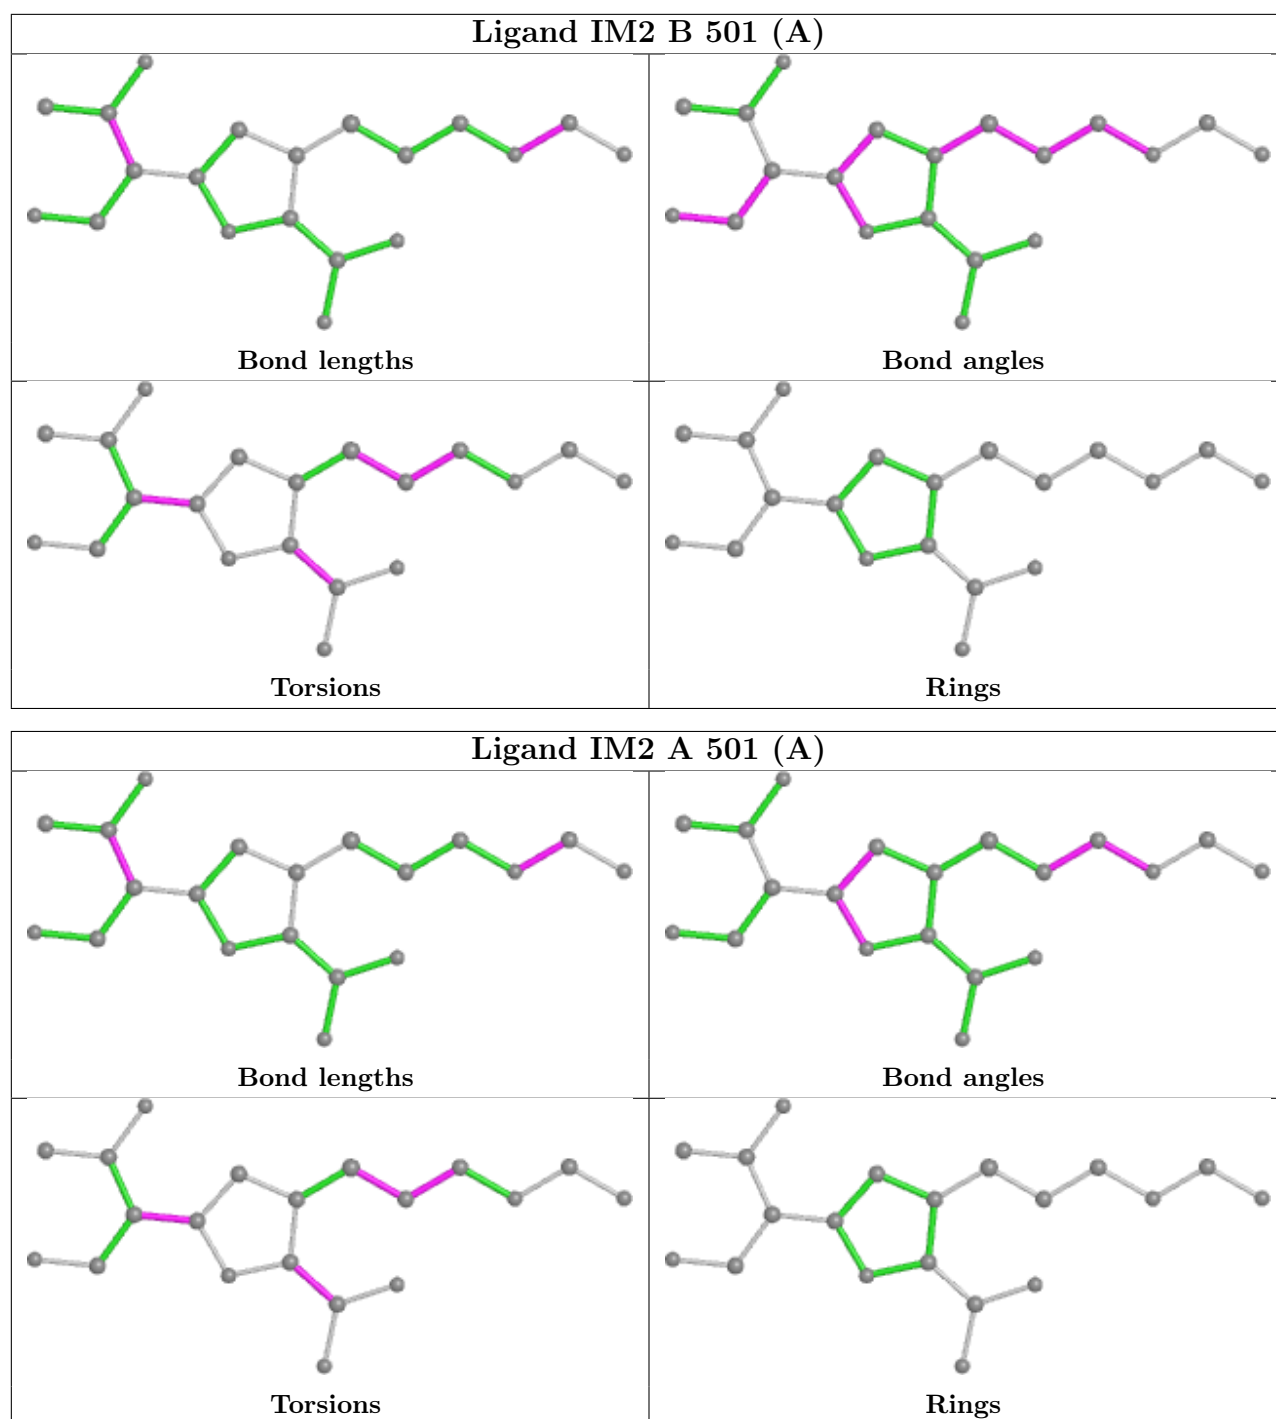 Ligand IM2 B 501 (A)
Bond lengths
Bond angles
Torsions
Rings
Ligand IM2 A 501 (A)
Bond lengths
Bond angles
Torsions
Rings